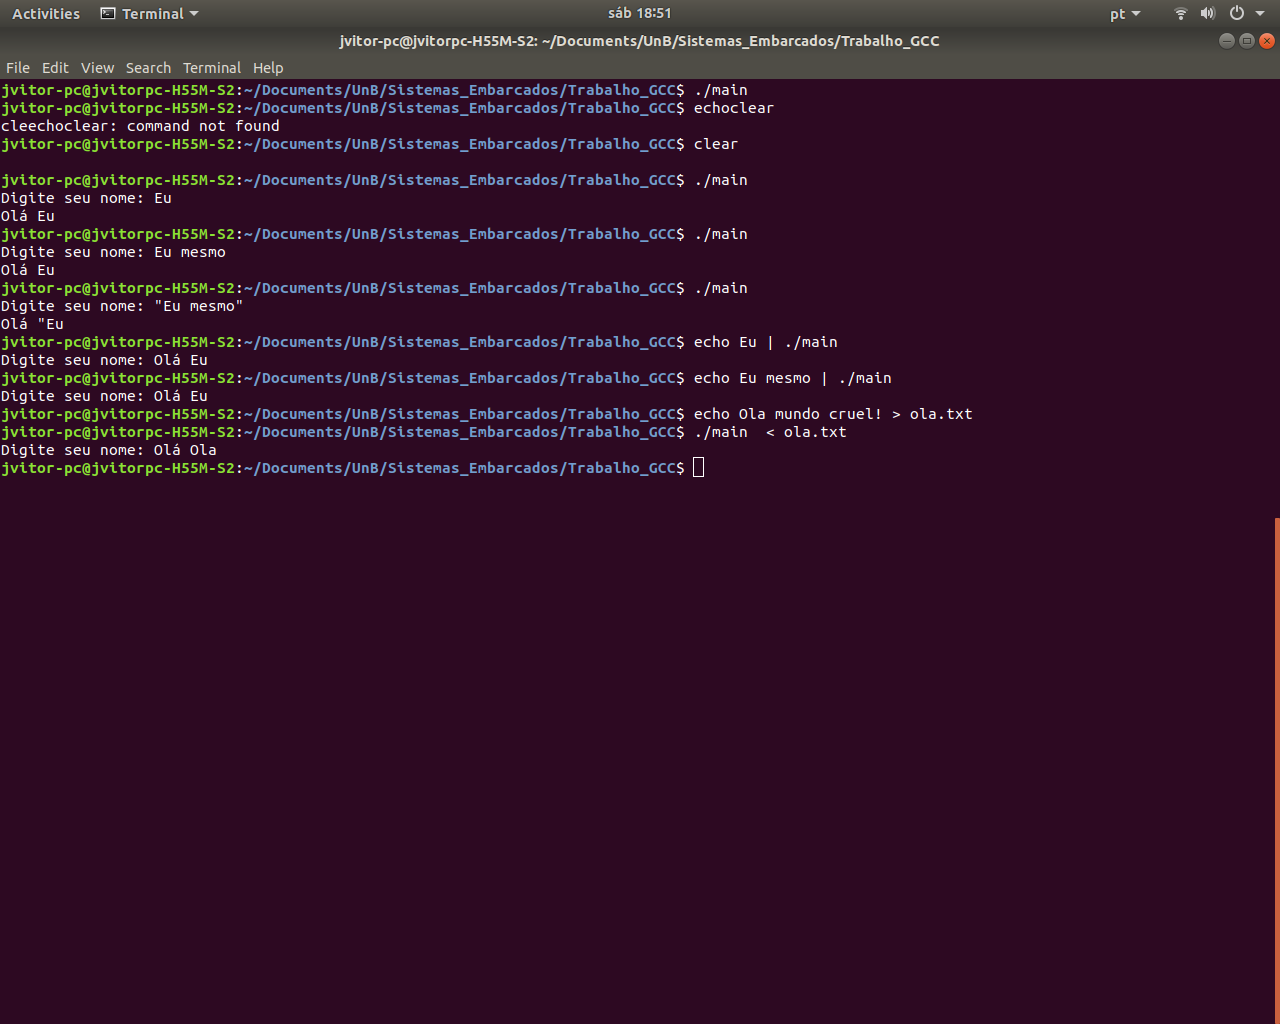 Activities Terminal sáb 18:51 pt
jvitor-pc@jvitorpc-H55M-S2: ~/Documents/UnB/Sistemas_Embarcados/Trabalho_GCC
File Edit View Search Terminal Help
jvitor-pc@jvitorpc-H55M-S2:~/Documents/UnB/Sistemas_Embarcados/Trabalho_GCC$ ./main
jvitor-pc@jvitorpc-H55M-S2:~/Documents/UnB/Sistemas_Embarcados/Trabalho_GCC$ echoclear
cleechoclear: command not found
jvitor-pc@jvitorpc-H55M-S2:~/Documents/UnB/Sistemas_Embarcados/Trabalho_GCC$ clear
jvitor-pc@jvitorpc-H55M-S2:~/Documents/UnB/Sistemas_Embarcados/Trabalho_GCC$ ./main
Digite seu nome: Eu
Olá Eu
jvitor-pc@jvitorpc-H55M-S2:~/Documents/UnB/Sistemas_Embarcados/Trabalho_GCC$ ./main
Digite seu nome: Eu mesmo
Olá Eu
jvitor-pc@jvitorpc-H55M-S2:~/Documents/UnB/Sistemas_Embarcados/Trabalho_GCC$ ./main
Digite seu nome: "Eu mesmo"
Olá "Eu
jvitor-pc@jvitorpc-H55M-S2:~/Documents/UnB/Sistemas_Embarcados/Trabalho_GCC$ echo Eu | ./main
Digite seu nome: Olá Eu
jvitor-pc@jvitorpc-H55M-S2:~/Documents/UnB/Sistemas_Embarcados/Trabalho_GCC$ echo Eu mesmo | ./main
Digite seu nome: Olá Eu
jvitor-pc@jvitorpc-H55M-S2:~/Documents/UnB/Sistemas_Embarcados/Trabalho_GCC$ echo Ola mundo cruel! > ola.txt
jvitor-pc@jvitorpc-H55M-S2:~/Documents/UnB/Sistemas_Embarcados/Trabalho_GCC$ ./main  < ola.txt
Digite seu nome: Olá Ola
jvitor-pc@jvitorpc-H55M-S2:~/Documents/UnB/Sistemas_Embarcados/Trabalho_GCC$